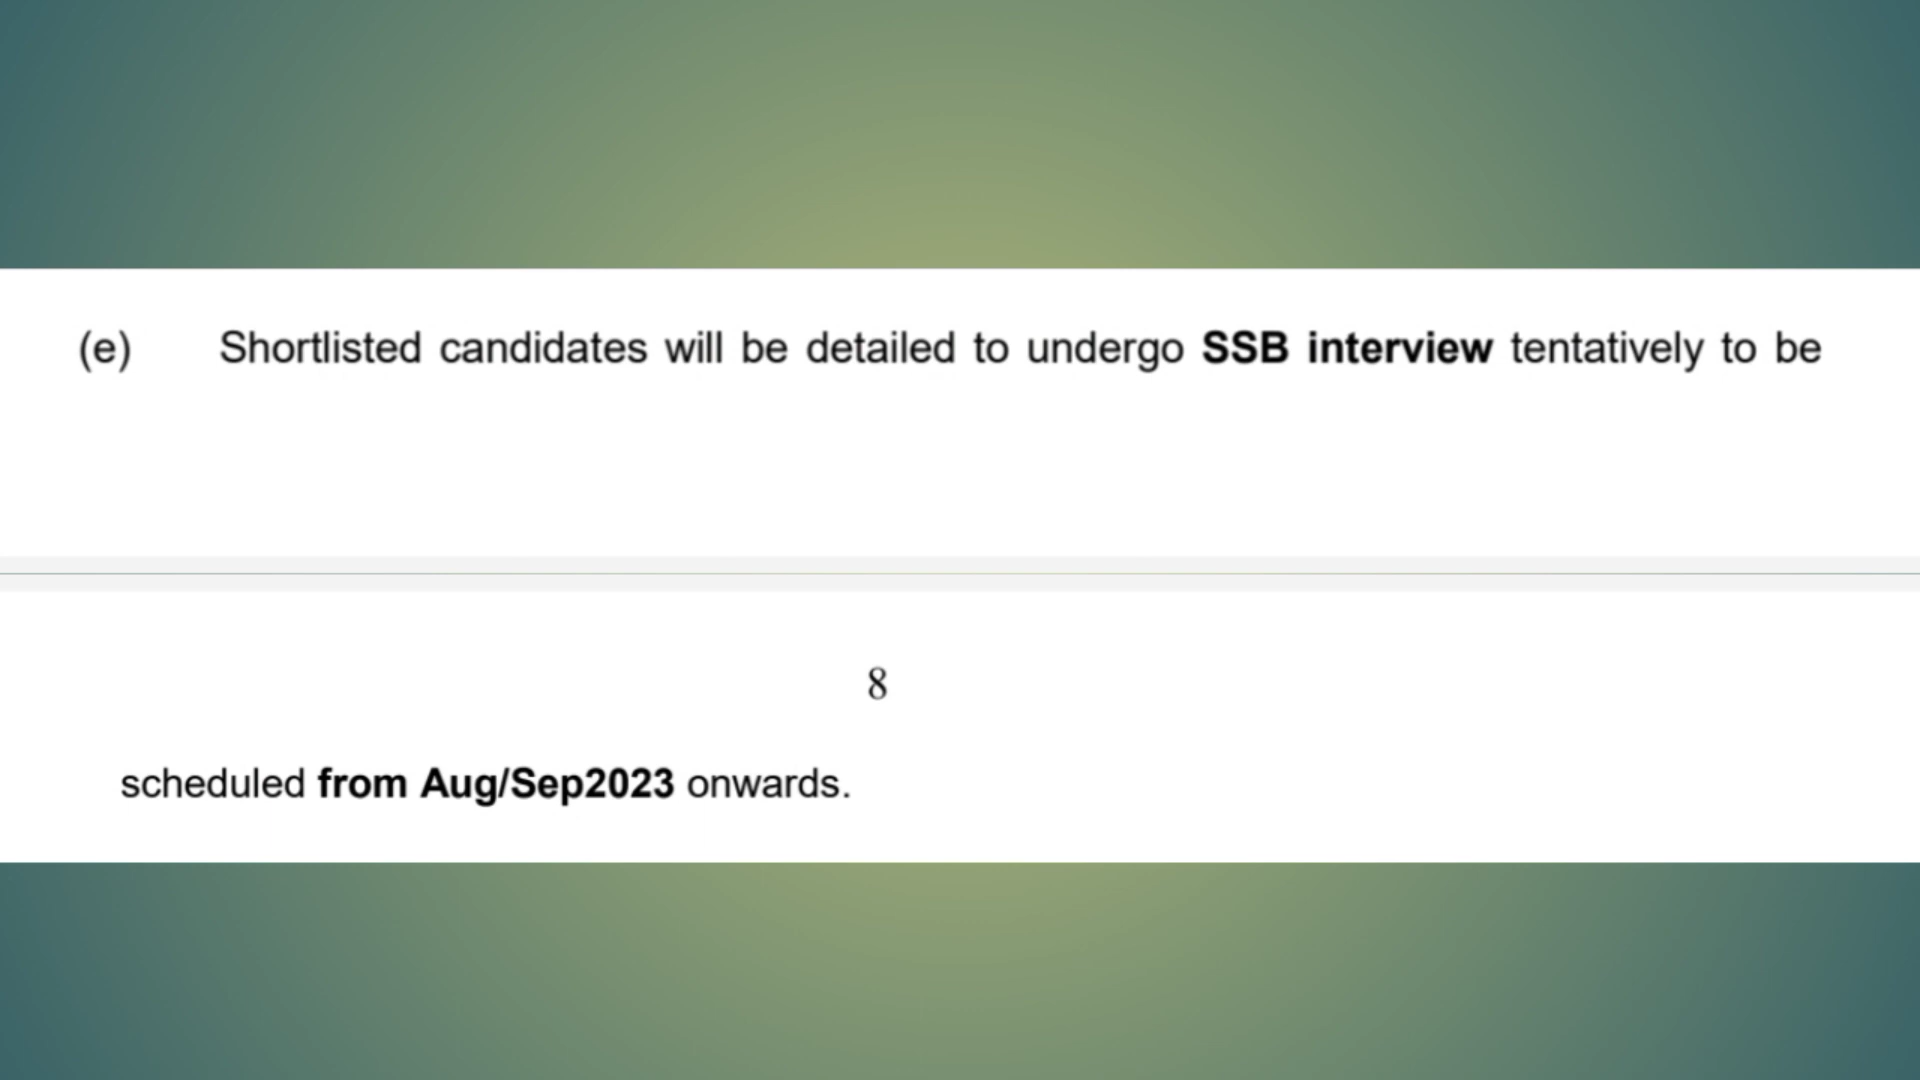 (e) Shortlisted candidates will be detailed to undergo SSB interview tentatively to be
8
scheduled from Aug/Sep2023 onwards.